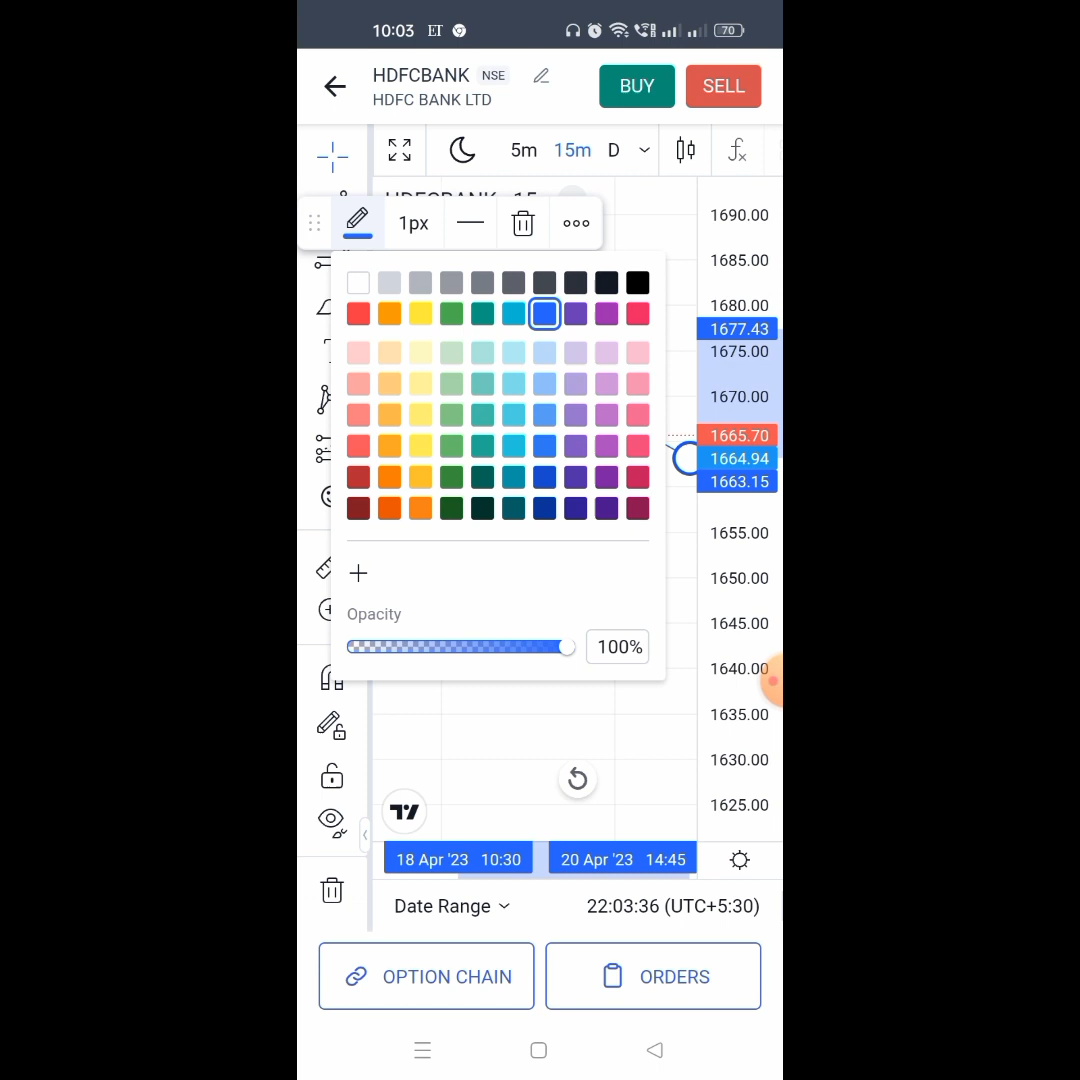 10:03 ET 70
HDFCBANK NSE
HDFC BANK LTD
BUY SELL
5m 15m D
1px
1690.00
1685.00
1680.00
1677.43
1675.00
1670.00
1665.70
1664.94
1663.15
1655.00
1650.00
Opacity
1645.00
100%
1640.00
1635.00
1630.00
1625.00
18 Apr '23 10:30 20 Apr '23 14:45
Date Range 22:03:36 (UTC+5:30)
OPTION CHAIN ORDERS